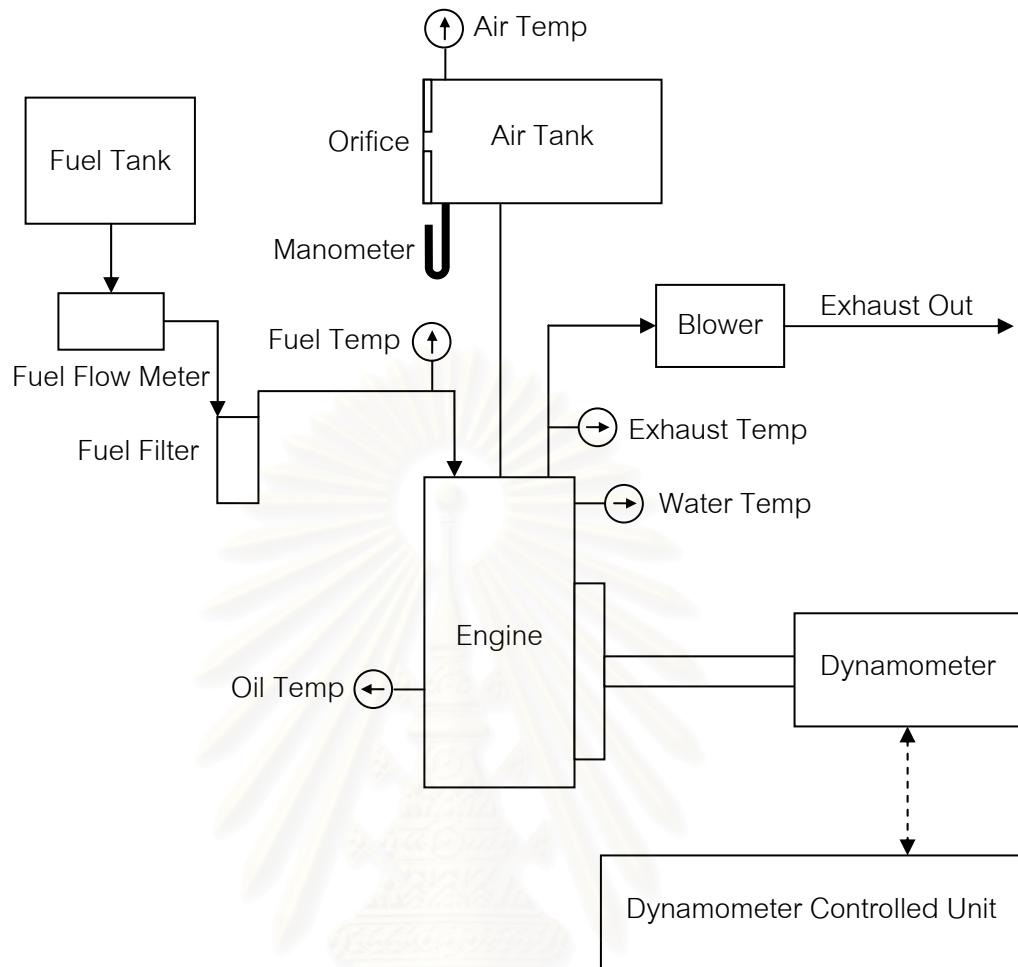 Air Temp
Fuel Tank
Orifice
Air Tank
Manometer
Fuel Flow Meter
Fuel Temp
Blower
Exhaust Out
Fuel Filter
Exhaust Temp
Water Temp
Engine
Oil Temp
Dynamometer
Dynamometer Controlled Unit